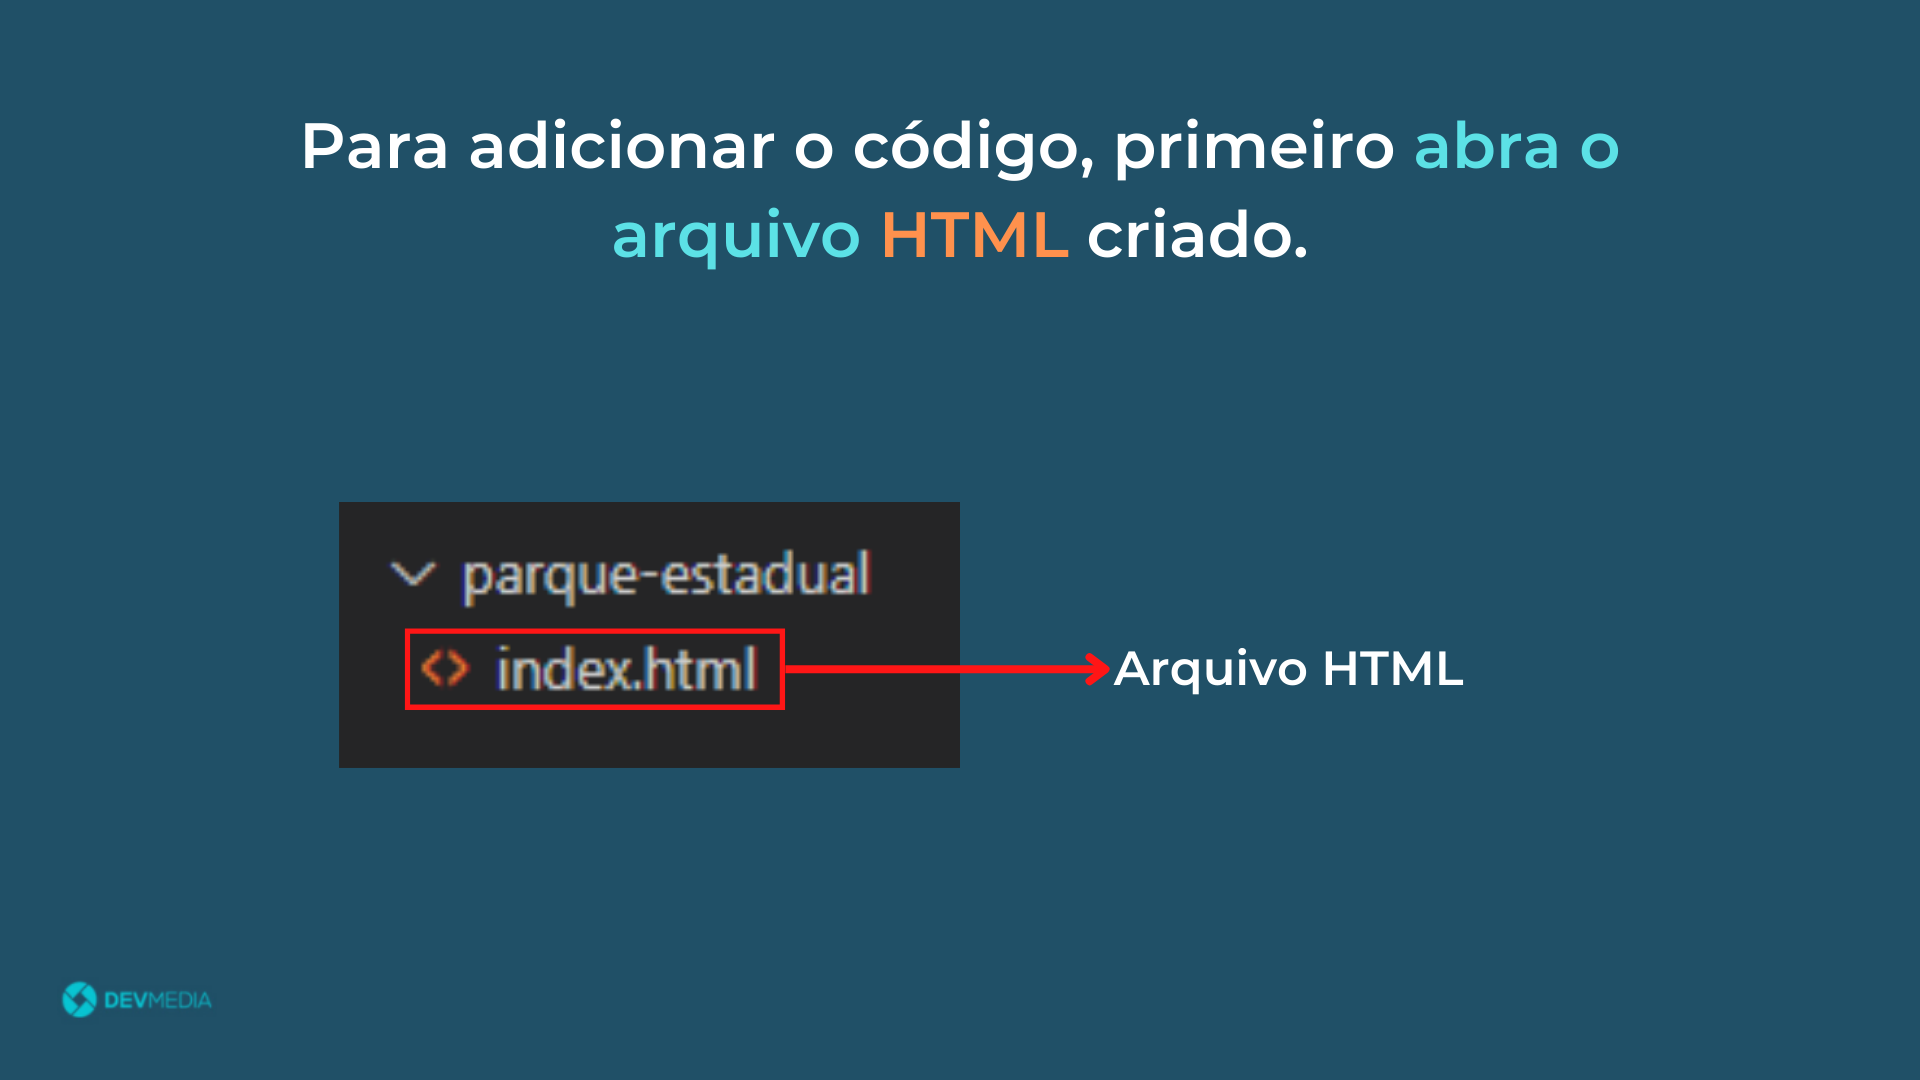 Para adicionar o código, primeiro abra o
arquivo HTML criado.
parque-estadual
<> index.html
Arquivo HTML
DEVMEDIA